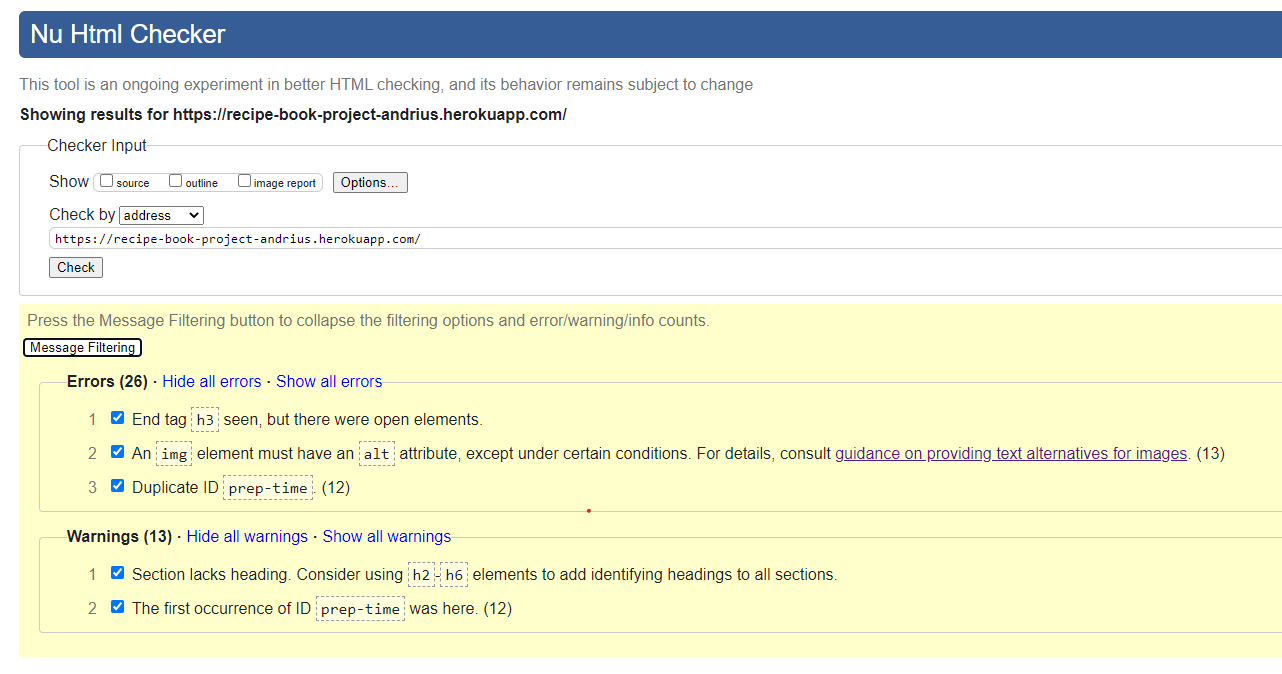 Nu Html Checker
This tool is an ongoing experiment in better HTML checking, and its behavior remains subject to change
Showing results for https://recipe-book-project-andrius.herokuapp.com/
Checker Input
Show source outline image report Options...
Check by address
https://recipe-book-project-andrius.herokuapp.com/
Check
Press the Message Filtering button to collapse the filtering options and error/warning/info counts.
Message Filtering
Errors (26) · Hide all errors · Show all errors
1 End tag h3 seen, but there were open elements.
2 An img element must have an alt attribute, except under certain conditions. For details, consult guidance on providing text alternatives for images. (13)
3 Duplicate ID prep-time. (12)
Warnings (13) · Hide all warnings · Show all warnings
1 Section lacks heading. Consider using h2-h6 elements to add identifying headings to all sections.
2 The first occurrence of ID prep-time was here. (12)